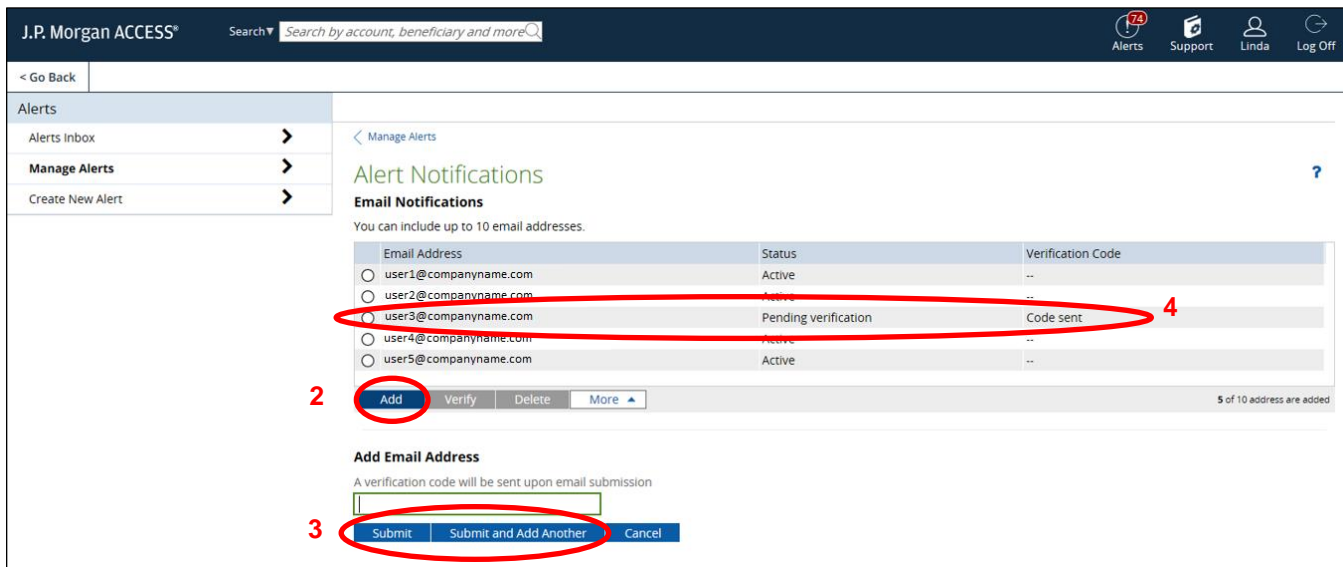 J.P. Morgan ACCESS® Search▼ Search by account, beneficiary and more 74
Alerts Support Linda Log Off
< Go Back
Alerts
Alerts Inbox
Manage Alerts
Create New Alert
Manage Alerts
Alert Notifications ?
Email Notifications
You can include up to 10 email addresses.
Email Address Status Verification Code
user1@companyname.com Active --
user2@companyname.com Active --
user3@companyname.com Pending verification Code sent 4
user4@companyname.com Active --
user5@companyname.com Active --
2 Add Verify Delete More ▲ 5 of 10 address are added
Add Email Address
A verification code will be sent upon email submission
3 Submit Submit and Add Another Cancel